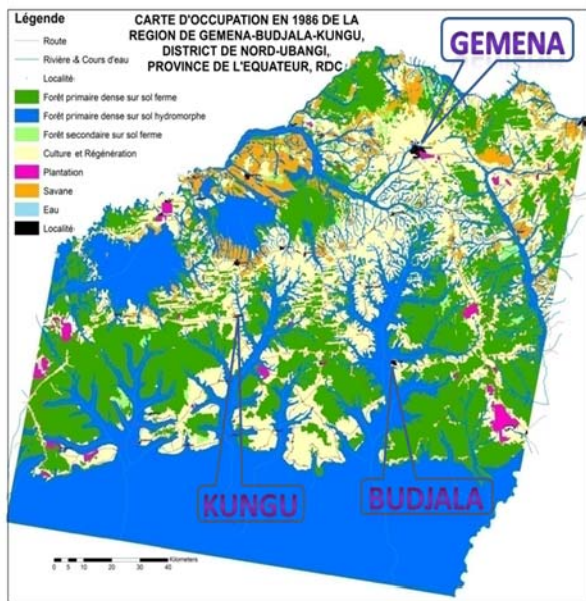 Légende
Route
Rivière & Cours d'eau
Localité
Forêt primaire dense sur sol ferme
Forêt primaire dense sur sol hydromorphe
Forêt secondaire sur sol ferme
Culture et Régénération
Plantation
Savane
Eau
Localité
CARTE D'OCCUPATION EN 1986 DE LA
REGION DE GEMENA-BUDJALA-KUNGU,
DISTRICT DE NORD-UBANGI,
PROVINCE DE L'EQUATEUR, RDC
GEMENA
KUNGU
BUDJALA
Kilometers
0 5 10 20 30 40